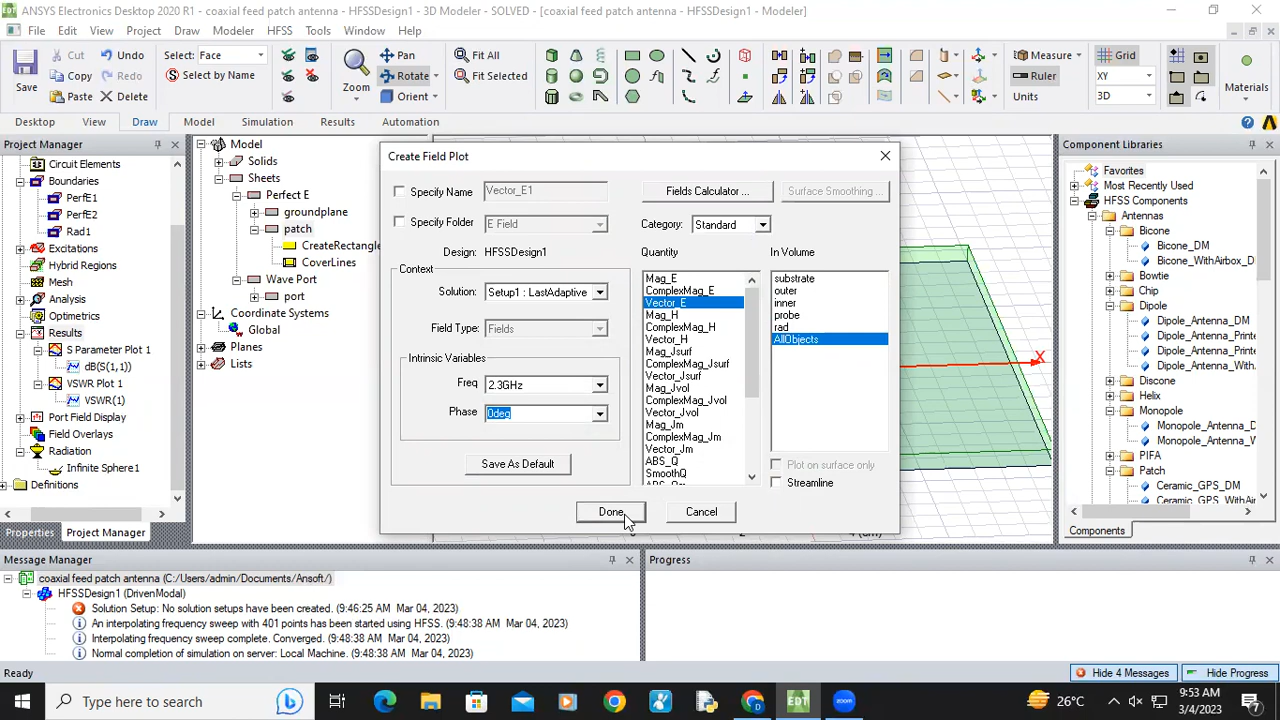 ANSYS Electronics Desktop 2020 R1 - coaxial feed patch antenna - HFSSDesign1 - 3D Modeler - SOLVED - [coaxial feed patch antenna - HFSSDesign1 - Modeler]
File Edit View Project Draw Modeler HFSS Tools Window Help
Save
Cut
Copy
Paste
Undo
Redo
Delete
Select: Face
Select by Name
Zoom
Pan
Rotate
Orient
Fit All
Fit Selected
Measure
Ruler
Units
Grid
XY
3D
Materials
Desktop View Draw Model Simulation Results Automation
Project Manager
Circuit Elements
Boundaries
PerfE1
PerfE2
Rad1
Excitations
Hybrid Regions
Mesh
Analysis
Optimetrics
Results
S Parameter Plot 1
dB(S(1,1))
VSWR Plot 1
VSWR(1)
Port Field Display
Field Overlays
Radiation
Infinite Sphere1
Definitions
Properties Project Manager
Model
Solids
Sheets
Perfect E
groundplane
patch
CreateRectangle
CoverLines
Wave Port
port
Coordinate Systems
Global
Planes
Lists
Create Field Plot
Specify Name Vector_E1
Specify Folder E Field
Design: HFSSDesign1
Context
Solution: Setup1 : LastAdaptive
Field Type: Fields
Intrinsic Variables
Freq 2.3GHz
Phase 0deg
Save As Default
Fields Calculator ...
Surface Smoothing ...
Category: Standard
Quantity
Mag_E
ComplexMag_E
Vector_E
Mag_H
ComplexMag_H
Vector_H
Mag_Jsurf
ComplexMag_Jsurf
Vector_Jsurf
Mag_Jvol
ComplexMag_Jvol
Vector_Jvol
Mag_Jm
ComplexMag_Jm
Vector_Jm
ABS_Q
SmoothQ
In Volume
substrate
outer
inner
probe
rad
AllObjects
Plot on surface only
Streamline
Done
Cancel
X
Component Libraries
Favorites
Most Recently Used
HFSS Components
Antennas
Bicone
Bicone_DM
Bicone_WithAirbox_D
Bowtie
Chip
Dipole
Dipole_Antenna_DM
Dipole_Antenna_Printe
Dipole_Antenna_Printe
Dipole_Antenna_With.
Discone
Helix
Monopole
Monopole_Antenna_D
Monopole_Antenna_W
PIFA
Patch
Ceramic_GPS_DM
Ceramic_GPS_With
Components
Message Manager
coaxial feed patch antenna (C:/Users/admin/Documents/Ansoft/)
HFSSDesign1 (DrivenModal)
Solution Setup: No solution setups have been created. (9:46:25 AM Mar 04, 2023)
An interpolating frequency sweep with 401 points has been started using HFSS. (9:48:38 AM Mar 04, 2023)
Interpolating frequency sweep complete. Converged. (9:48:38 AM Mar 04, 2023)
Normal completion of simulation on server: Local Machine. (9:48:38 AM Mar 04, 2023)
Progress
Ready
Hide 4 Messages
Hide Progress
Type here to search
26°C
9:53 AM
3/4/2023